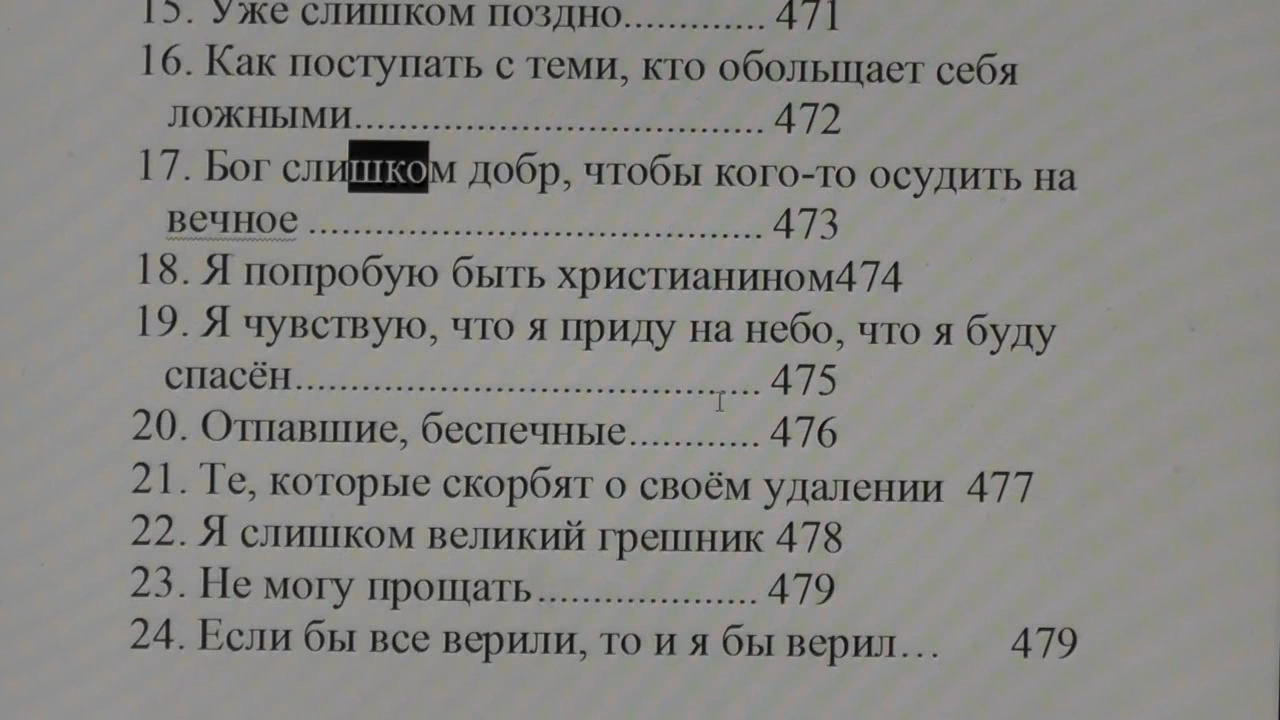 15. Уже слишком поздно............. 471
16. Как поступать с теми, кто обольщает себя
ложными..................................... 472
17. Бог слишком добр, чтобы кого-то осудить на
вечное ......................................... 473
18. Я попробую быть христианином474
19. Я чувствую, что я приду на небо, что я буду
спасён.......................................... 475
20. Отпавшие, беспечные............ 476
21. Те, которые скорбят о своём удалении 477
22. Я слишком великий грешник 478
23. Не могу прощать.................... 479
24. Если бы все верили, то и я бы верил… 479